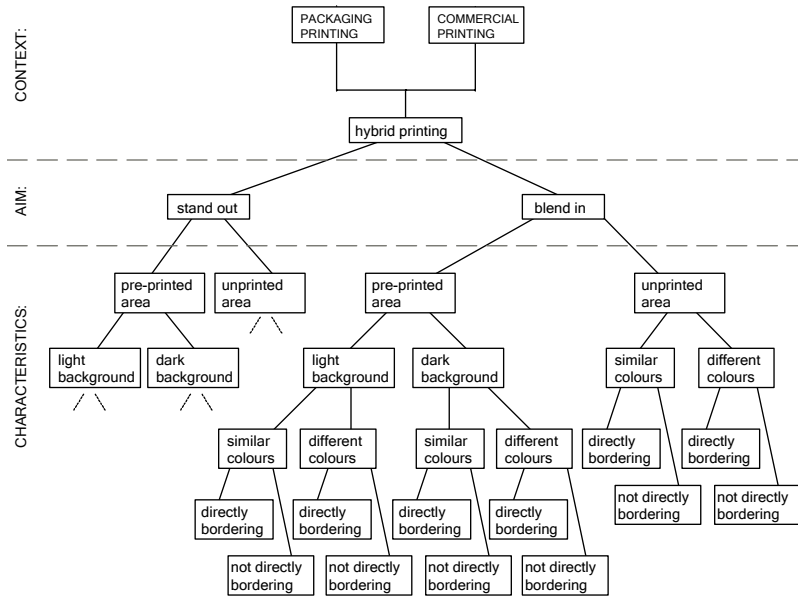 CONTEXT:
PACKAGING
PRINTING
COMMERCIAL
PRINTING
hybrid printing
AIM:
stand out
blend in
CHARACTERISTICS:
pre-printed
area
unprinted
area
pre-printed
area
unprinted
area
light
background
dark
background
light
background
dark
background
similar
colours
different
colours
similar
colours
different
colours
similar
colours
different
colours
directly
bordering
directly
bordering
not directly
bordering
not directly
bordering
directly
bordering
directly
bordering
directly
bordering
directly
bordering
not directly
bordering
not directly
bordering
not directly
bordering
not directly
bordering